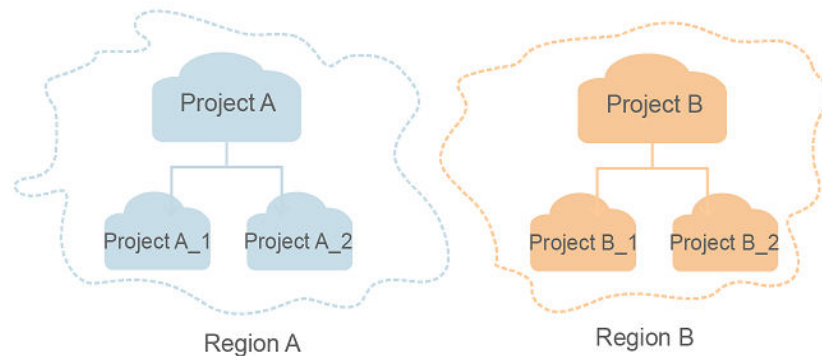 Project A
Project B
Project A_1
Project A_2
Project B_1
Project B_2
Region A
Region B